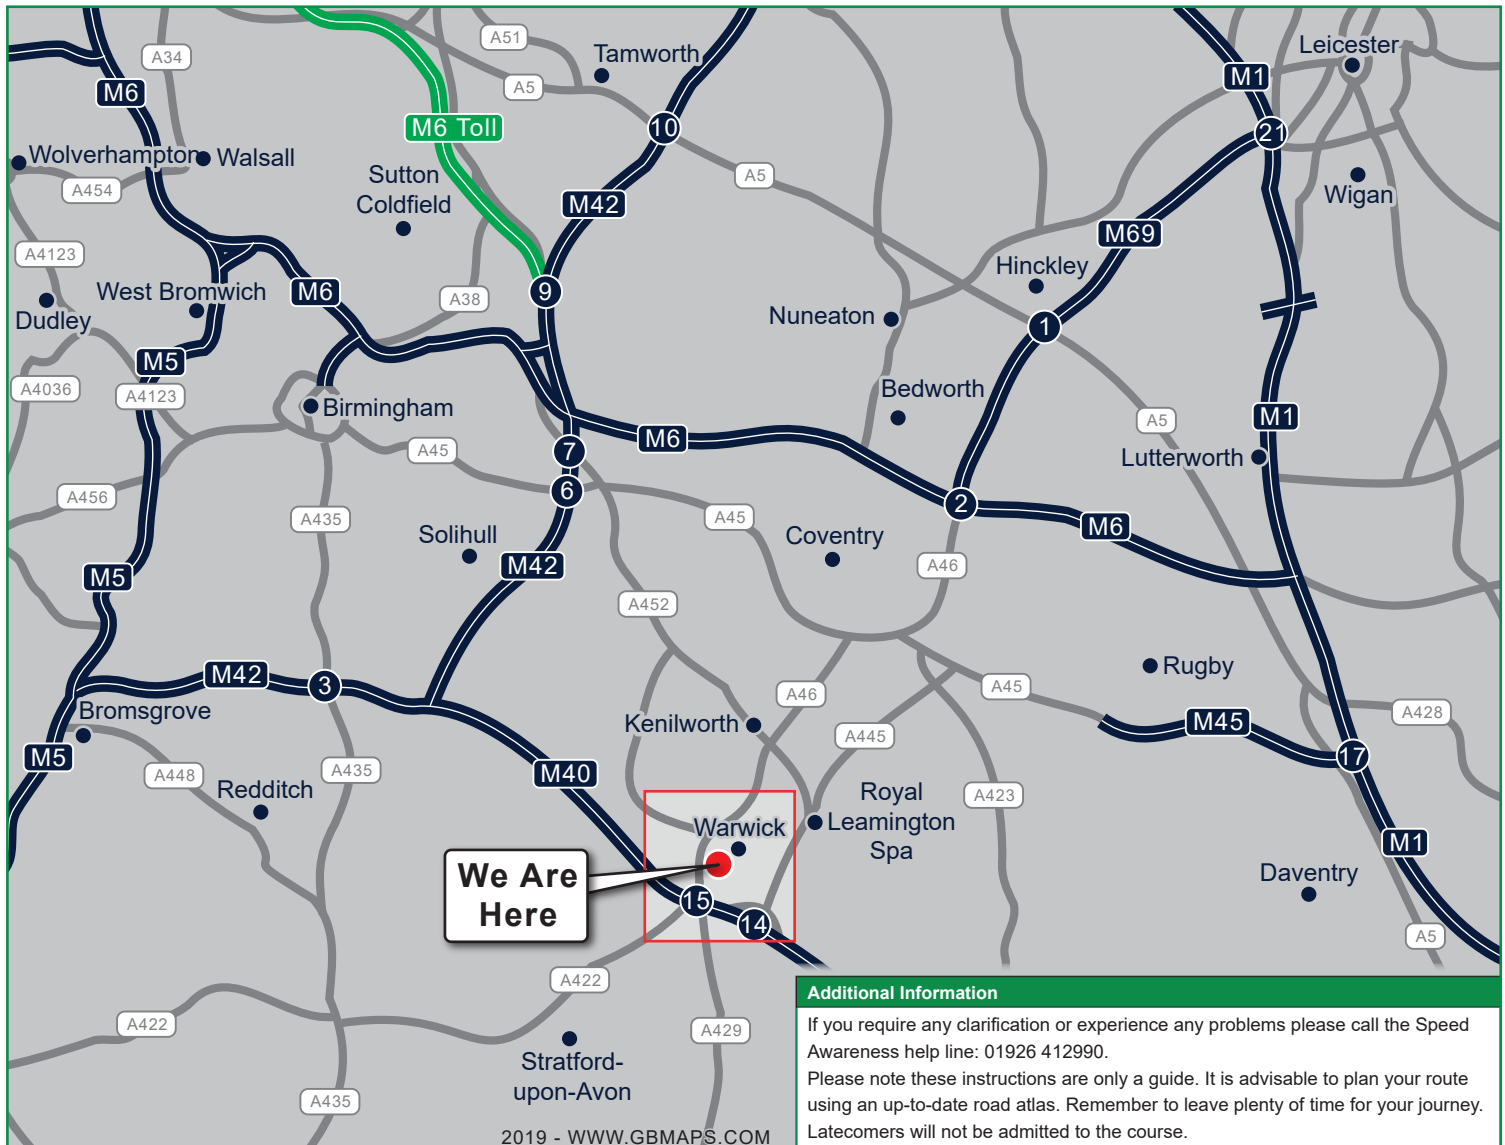 A51
Tamworth
Leicester
A34
M6
A5
M1
M6 Toll
10
21
Wolverhampton
Walsall
A454
Sutton
Coldfield
A5
Wigan
M42
M69
A4123
Hinckley
West Bromwich
M6
A38
9
Dudley
Nuneaton
1
M5
A4036
A4123
Bedworth
Birmingham
A5
M1
M6
A45
7
Lutterworth
6
A456
A435
A45
2
M6
Solihull
Coventry
M42
A46
M5
A452
Rugby
M42
3
A46
A45
Bromsgrove
Kenilworth
A445
M45
A428
M5
17
A448
A435
M40
Redditch
A423
Royal
Leamington
Spa
Warwick
M1
We Are
Here
Daventry
15
14
A5
A422
A422
A429
Stratford-
upon-Avon
A435
2019 - WWW.GBMAPS.COM
Additional Information
If you require any clarification or experience any problems please call the Speed
Awareness help line: 01926 412990.
Please note these instructions are only a guide. It is advisable to plan your route
using an up-to-date road atlas. Remember to leave plenty of time for your journey.
Latecomers will not be admitted to the course.